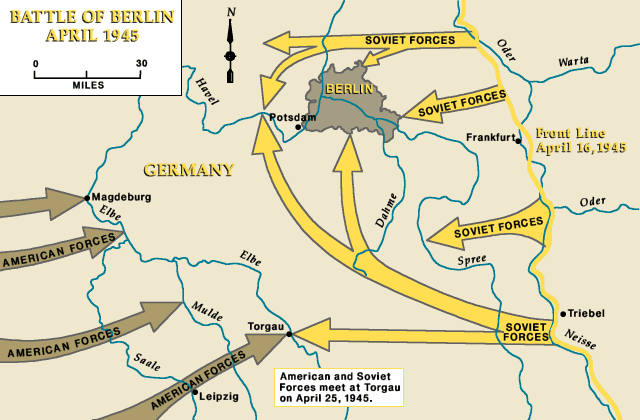 BATTLE OF BERLIN
APRIL 1945
0 30
MILES
N
SOVIET FORCES
Oder
Warta
Havel
BERLIN
SOVIET FORCES
Potsdam
Frankfurt
Front Line
April 16, 1945
GERMANY
Magdeburg
Elbe
Dahme
Oder
SOVIET FORCES
AMERICAN FORCES
Elbe
Spree
Mulde
Triebel
Torgau
SOVIET
FORCES
Neisse
AMERICAN FORCES
Saale
AMERICAN FORCES
Leipzig
American and Soviet
Forces meet at Torgau
on April 25, 1945.